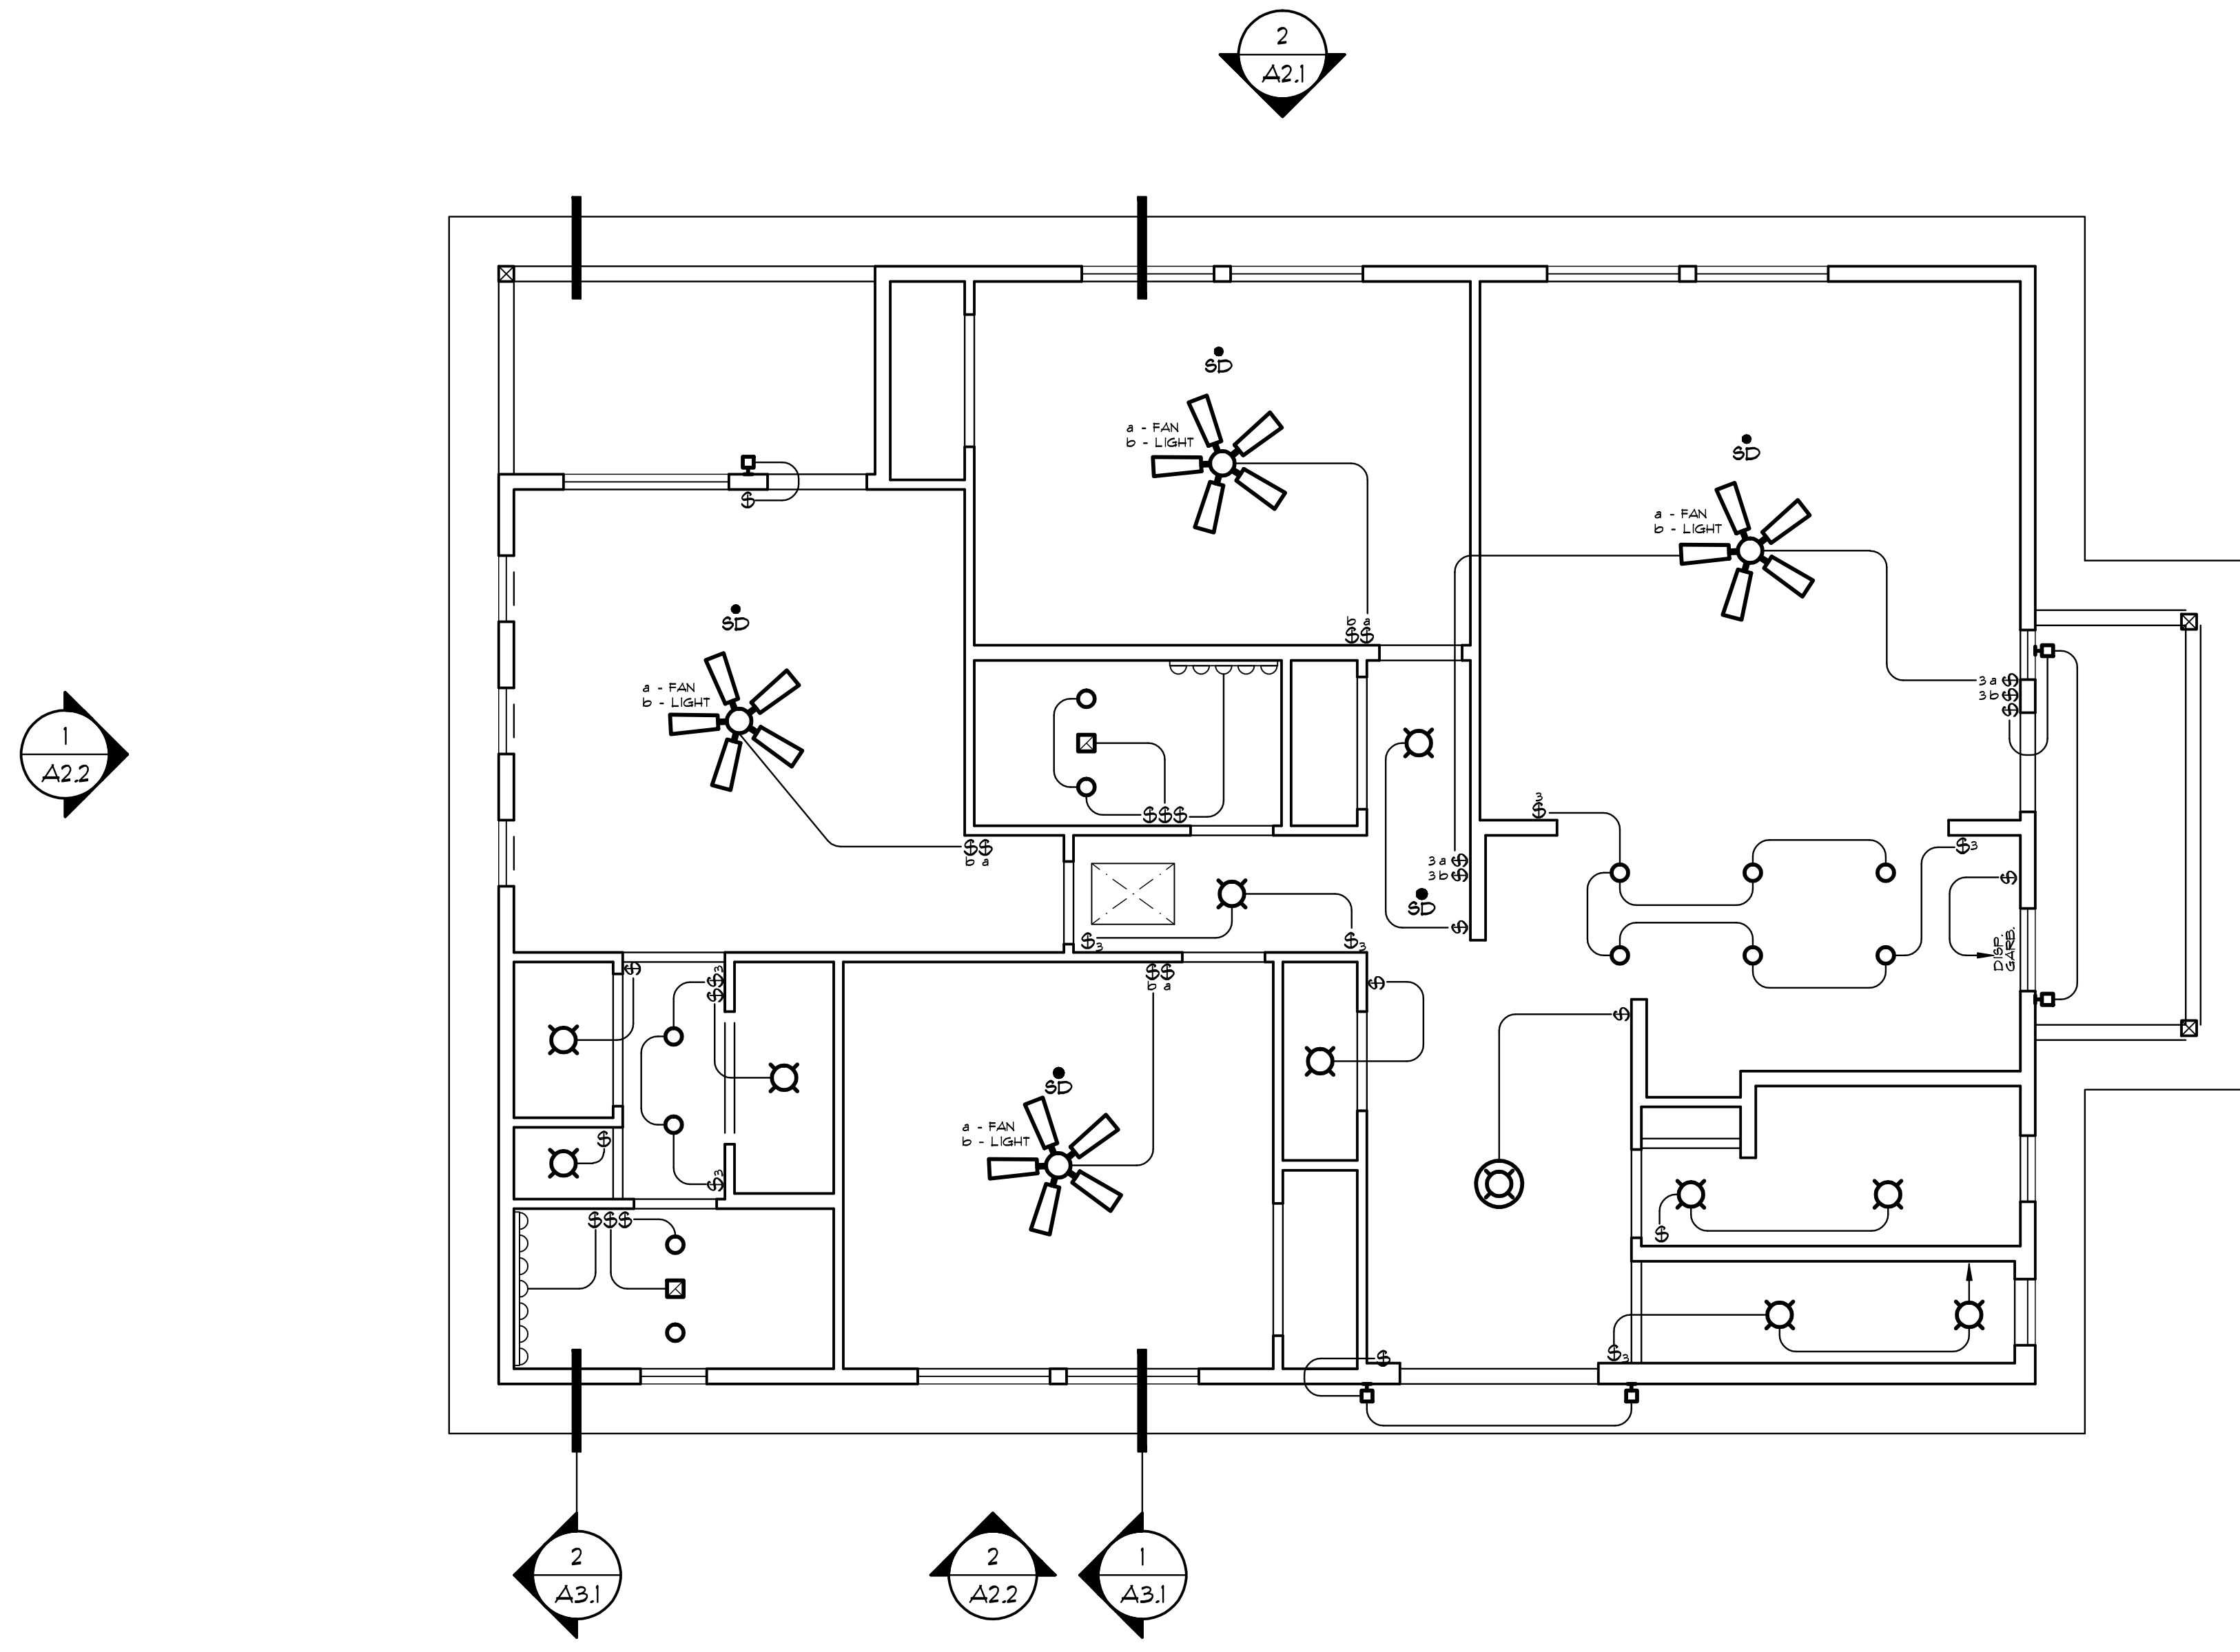 2
A2.1
SD
a - FAN
b - LIGHT
SD
a - FAN
b - LIGHT
$
SD
b a
$$
a - FAN
b - LIGHT
3a $
3b $
$
3
$
$$$
$$
b a
3a $
3b $
SD
$
$3
$
$3
$3
DISP.
GARB.
1
A2.2
$
$3
$
$$
b a
$
$
SD
a - FAN
b - LIGHT
$
$3
$$$
$
$3
$
2
A3.1
2
A2.2
1
A3.1